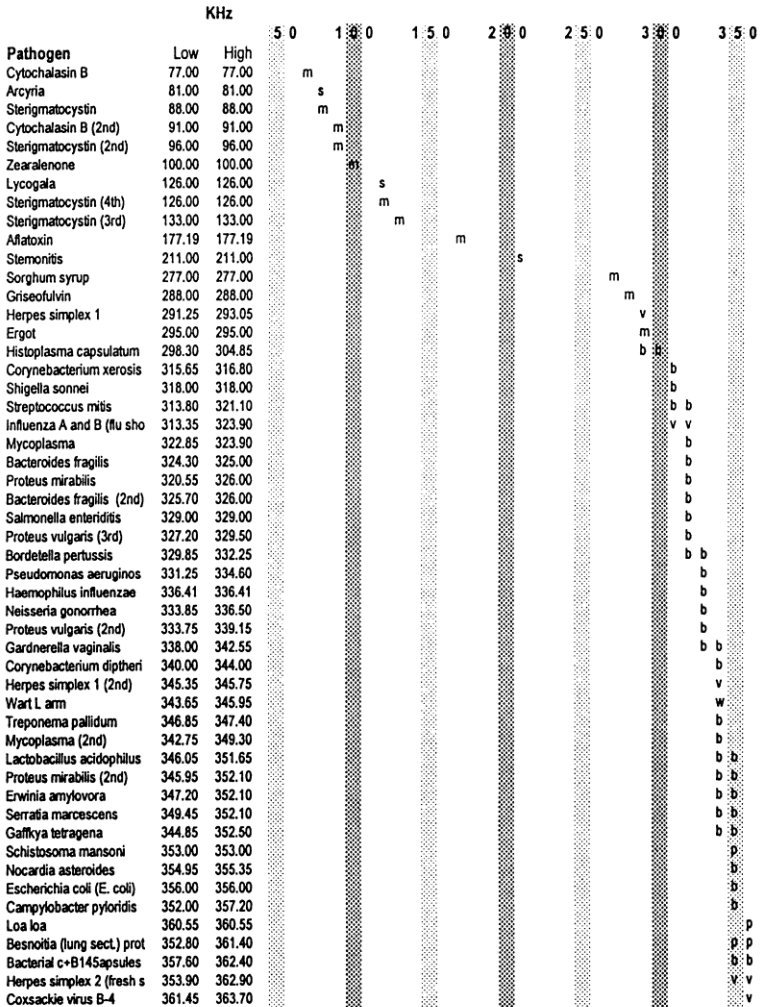 KHz
50 100 150 200 250 300 350
Pathogen Low High
Cytochalasin B 77.00 77.00 m
Arcyria 81.00 81.00 s
Sterigmatocystin 88.00 88.00 m
Cytochalasin B (2nd) 91.00 91.00 m
Sterigmatocystin (2nd) 96.00 96.00 m
Zearalenone 100.00 100.00 m
Lycogala 126.00 126.00 s
Sterigmatocystin (4th) 126.00 126.00 m
Sterigmatocystin (3rd) 133.00 133.00 m
Aflatoxin 177.19 177.19 m
Stemonitis 211.00 211.00 s
Sorghum syrup 277.00 277.00 m
Griseofulvin 288.00 288.00 m
Herpes simplex 1 291.25 293.05 v
Ergot 295.00 295.00 m
Histoplasma capsulatum 298.30 304.85 b b
Corynebacterium xerosis 315.65 316.80 b
Shigella sonnei 318.00 318.00 b
Streptococcus mitis 313.80 321.10 b b
Influenza A and B (flu sho 313.35 323.90 v v
Mycoplasma 322.85 323.90 b
Bacteroides fragilis 324.30 325.00 b
Proteus mirabilis 320.55 326.00 b
Bacteroides fragilis (2nd) 325.70 326.00 b
Salmonella enteriditis 329.00 329.00 b
Proteus vulgaris (3rd) 327.20 329.50 b
Bordetella pertussis 329.85 332.25 b b
Pseudomonas aeruginos 331.25 334.60 b
Haemophilus influenzae 336.41 336.41 b
Neisseria gonorrhea 333.85 336.50 b
Proteus vulgaris (2nd) 333.75 339.15 b
Gardnerella vaginalis 338.00 342.55 b b
Corynebacterium diptheri 340.00 344.00 b
Herpes simplex 1 (2nd) 345.35 345.75 v
Wart L arm 343.65 345.95 w
Treponema pallidum 346.85 347.40 b
Mycoplasma (2nd) 342.75 349.30 b
Lactobacillus acidophilus 346.05 351.65 b b
Proteus mirabilis (2nd) 345.95 352.10 b b
Erwinia amylovora 347.20 352.10 b b
Serratia marcescens 349.45 352.10 b b
Gaffkya tetragena 344.85 352.50 b b
Schistosoma mansoni 353.00 353.00 p
Nocardia asteroides 354.95 355.35 b
Escherichia coli (E. coli) 356.00 356.00 b
Campylobacter pyloridis 352.00 357.20 b
Loa loa 360.55 360.55 p
Besnoitia (lung sect.) prot 352.80 361.40 p p
Bacterial c+B145apsules 357.60 362.40 b b
Herpes simplex 2 (fresh s 353.90 362.90 v v
Coxsackie virus B-4 361.45 363.70 v